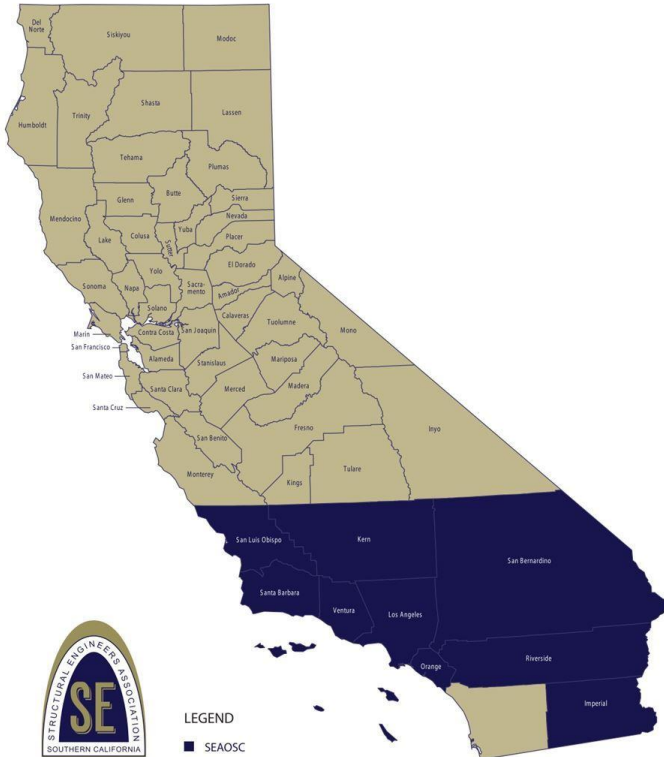 Del
Norte
Siskiyou
Modoc
Humboldt
Trinity
Shasta
Lassen
Tehama
Plumas
Butte
Glenn
Sierra
Mendocino
Nevada
Yuba
Colusa
Lake
Sutter
Placer
Yolo
El Dorado
Sonoma
Napa
Sacra-
mento
Alpine
Amador
Solano
Calaveras
Mono
Marin
Contra Costa
San Joaquin
Tuolumne
San Francisco
Alameda
Stanislaus
Mariposa
San Mateo
Santa Clara
Merced
Madera
Santa Cruz
Inyo
Fresno
San Benito
Tulare
Monterey
Kings
San Luis Obispo
Kern
San Bernardino
Santa Barbara
Ventura
Los Angeles
Orange
Riverside
Imperial
STRUCTURAL ENGINEERS ASSOCIATION
SE
SOUTHERN CALIFORNIA
LEGEND
SEAOSC